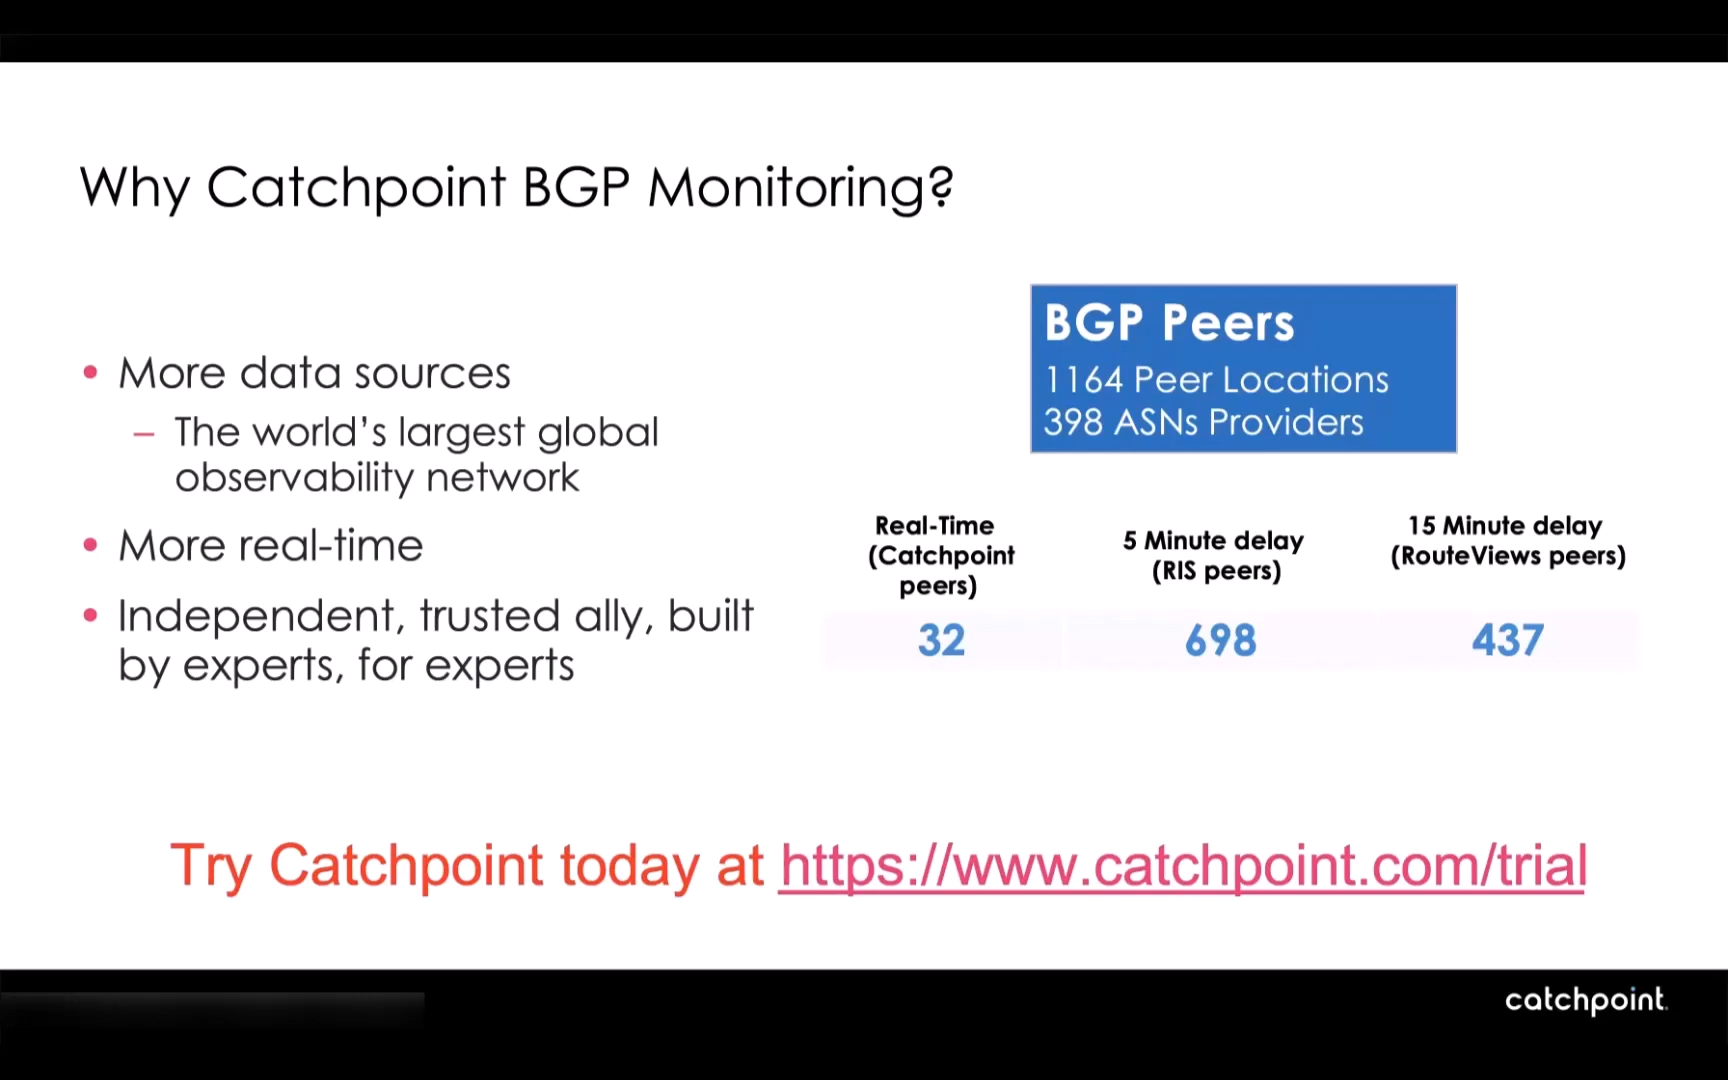 Why Catchpoint BGP Monitoring?
• More data sources
– The world's largest global
observability network
• More real-time
• Independent, trusted ally, built
by experts, for experts
BGP Peers
1164 Peer Locations
398 ASNs Providers
Real-Time
(Catchpoint
peers)
5 Minute delay
(RIS peers)
15 Minute delay
(RouteViews peers)
32
698
437
Try Catchpoint today at https://www.catchpoint.com/trial
catchpoint.